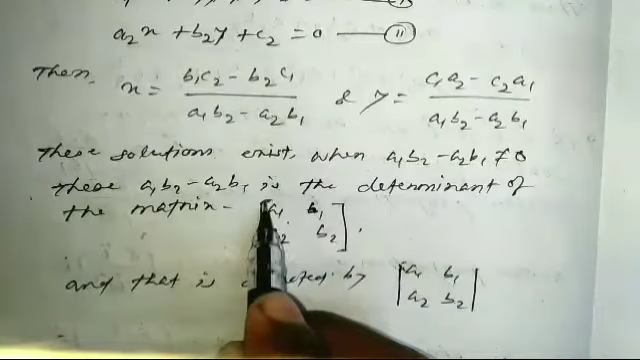 a₂x + b₂y + c₂ = 0 —— (ii)
Then, x = (b₁c₂ − b₂c₁) / (a₁b₂ − a₂b₁) & y = (c₁a₂ − c₂a₁) / (a₁b₂ − a₂b₁)
These solutions exist, when a₁b₂ − a₂b₁ ≠ 0
these a₁b₂ − a₂b₁ is the determinant of
the matrix - a₁ b₁
₂ b₂ ] .
and that is by | a₁ b₁ |
| a₂ b₂ |